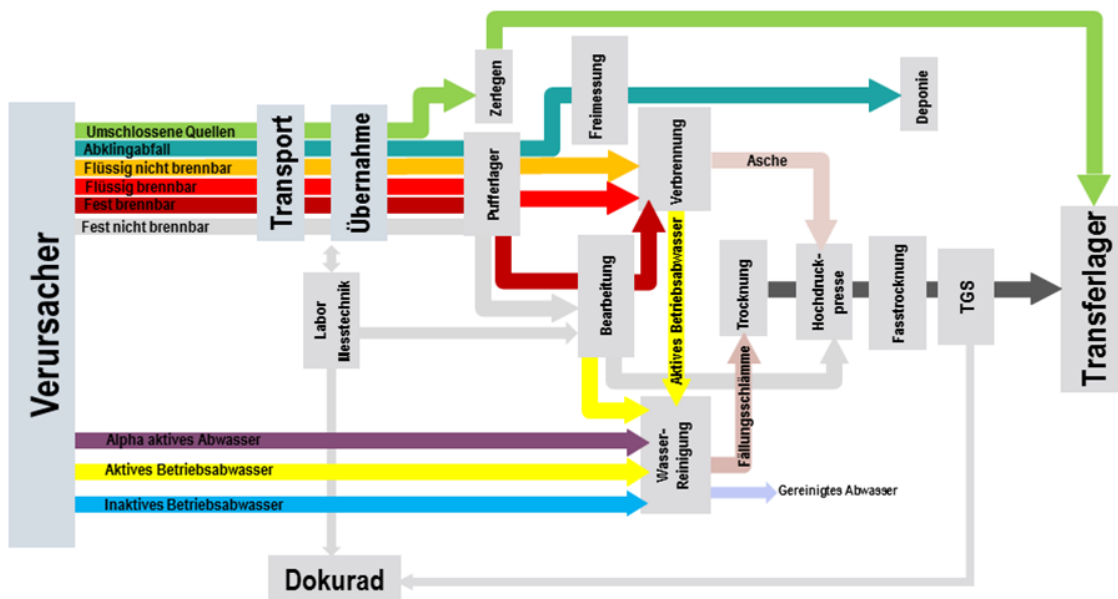 Verursacher
Umschlossene Quellen
Abklingabfall
Flüssig nicht brennbar
Flüssig brennbar
Fest brennbar
Fest nicht brennbar
Transport
Übernahme
Labor
Messtechnik
Pufferlager
Zerlegen
Freimessung
Bearbeitung
Verbrennung
Asche
Aktives Betriebsabwasser
Trocknung
Hochdruck-
presse
Fasstrocknung
TGS
Deponie
Transferlager
Alpha aktives Abwasser
Aktives Betriebsabwasser
Inaktives Betriebsabwasser
Wasser-
Reinigung
Fällungsschlämme
Gereinigtes Abwasser
Dokurad